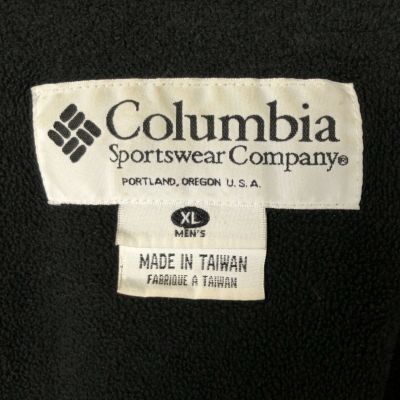 Columbia
Sportswear Company®
PORTLAND, OREGON U.S.A.
XL
MEN'S
MADE IN TAIWAN
FABRIQUE A TAIWAN